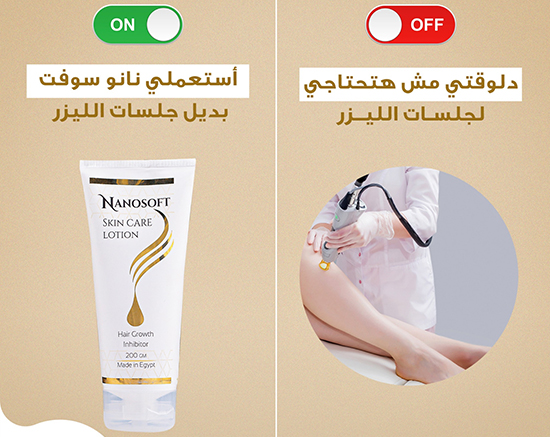 OFF
دلوقتي مش هتحتاجي
لجلسات الليزر
ON
أستعملي نانو سوفت
بديل جلسات الليزر
NANOSOFT
SKIN CARE
LOTION
Hair Growth
Inhibitor
200 GM
Made in Egypt